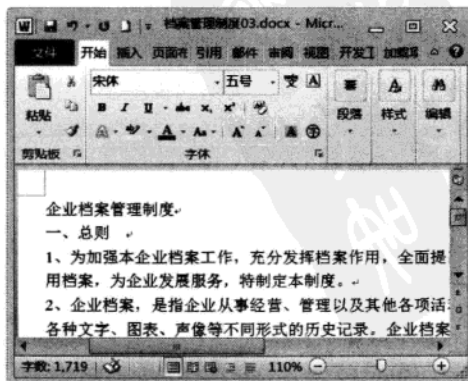 档案管理制度03.docx - Micr...
文件 开始 插入 页面布 引用 邮件 审阅 视图 开发工 加载项
宋体 五号 变 A
B I U abc x₂ x²
A Aa A A A
粘贴 段落 样式 编辑
剪贴板 字体
企业档案管理制度
一、总则
1、为加强本企业档案工作，充分发挥档案作用，全面提
用档案，为企业发展服务，特制定本制度。
2、企业档案，是指企业从事经营、管理以及其他各项活
各种文字、图表、声像等不同形式的历史记录。企业档案
字数: 1,719 110%